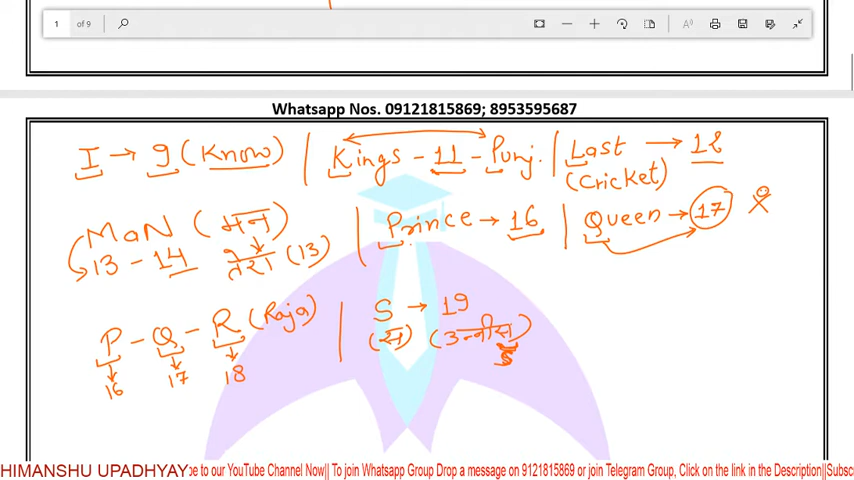 1 of 9
Whatsapp Nos. 09121815869; 8953595687
I → 9 (Know) | Kings - 11 - Punj. | Last → 12
(Cricket)
MaN (मन) | Prince → 16 | Queen → 17
13 - 14 तेरा (13)
P - Q - R (Raja) | S → 19
16 17 18 (स) (उन्नीस)
S
HIMANSHU UPADHYAY be to our YouTube Channel Now|| To join Whatsapp Group Drop a message on 9121815869 or join Telegram Group, Click on the link in the Description||Subsc